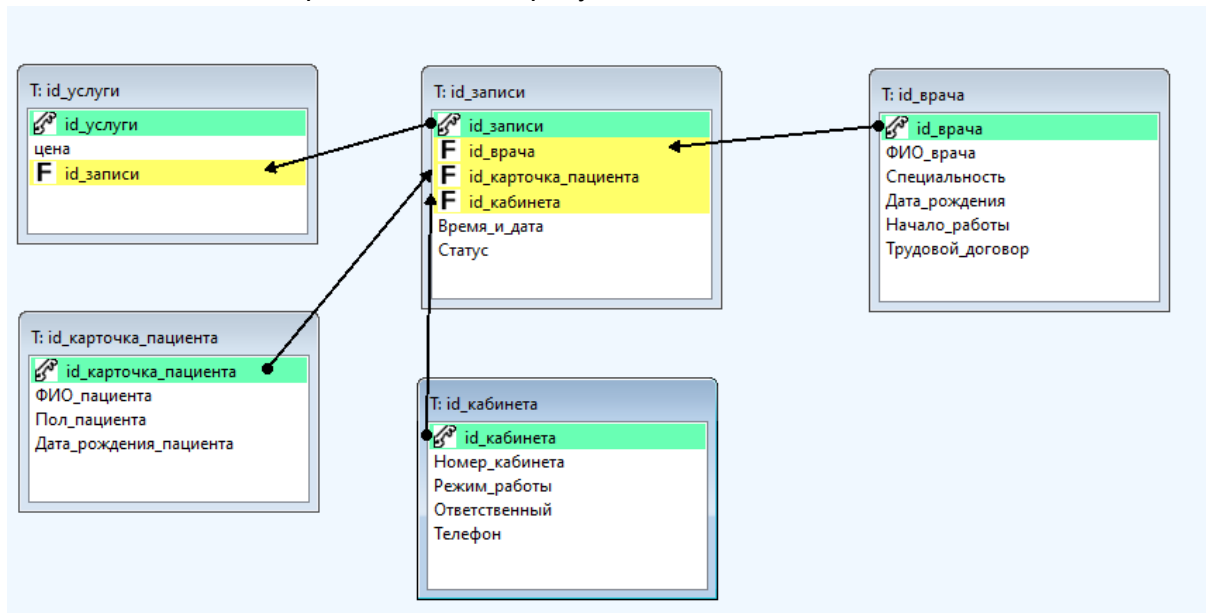 T: id_услуги
id_услуги
цена
F id_записи
T: id_записи
id_записи
F id_врача
F id_карточка_пациента
F id_кабинета
Время_и_дата
Статус
T: id_врача
id_врача
ФИО_врача
Специальность
Дата_рождения
Начало_работы
Трудовой_договор
T: id_карточка_пациента
id_карточка_пациента
ФИО_пациента
Пол_пациента
Дата_рождения_пациента
T: id_кабинета
id_кабинета
Номер_кабинета
Режим_работы
Ответственный
Телефон